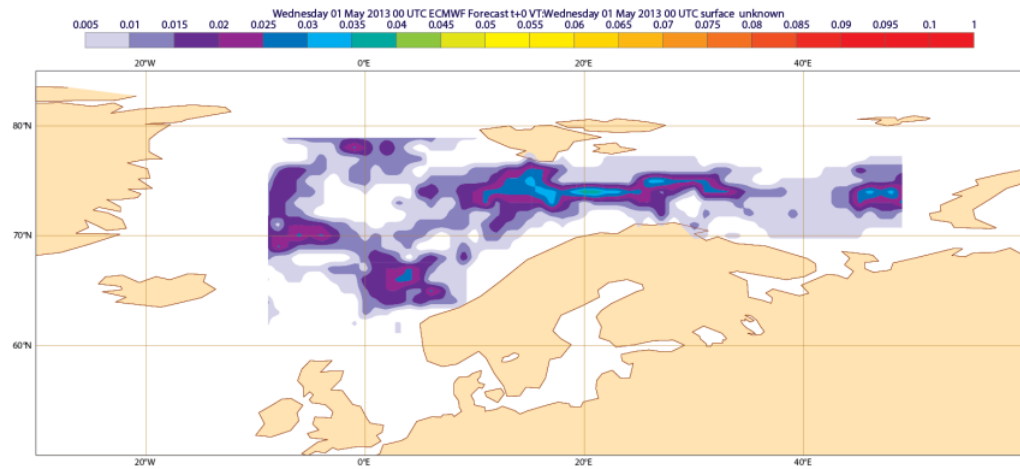 Wednesday 01 May 2013 00 UTC ECMWF Forecast t+0 VT:Wednesday 01 May 2013 00 UTC surface unknown
0.005 0.01 0.015 0.02 0.025 0.03 0.035 0.04 0.045 0.05 0.055 0.06 0.065 0.07 0.075 0.08 0.085 0.09 0.095 0.1 1
20°W 0°E 20°E 40°E
80°N
70°N
60°N
20°W 0°E 20°E 40°E